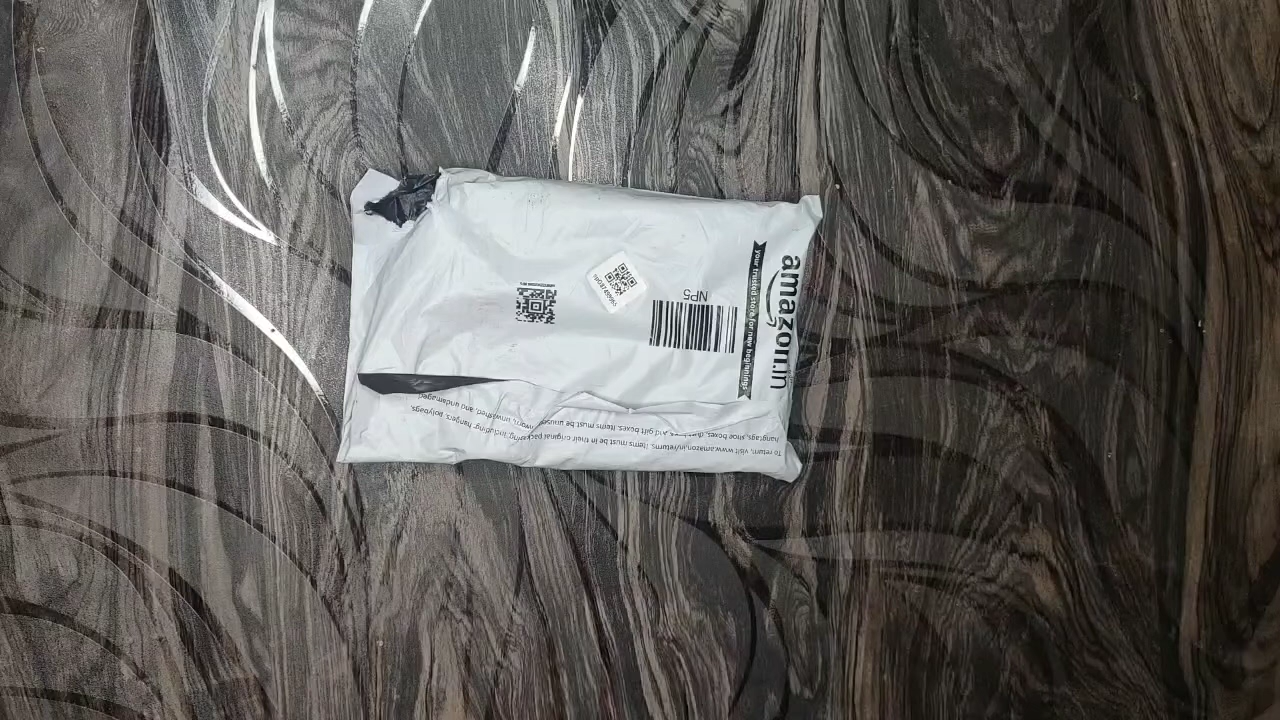 amazon.in
your trusted store for new beginnings
NP5
To return, visit www.amazon.in/returns. Items must be in their original packaging, including: hangers, polybags,
hangtags, shoe boxes, dust bags and gift boxes. Items must be unused, unworn, unwashed, and undamaged